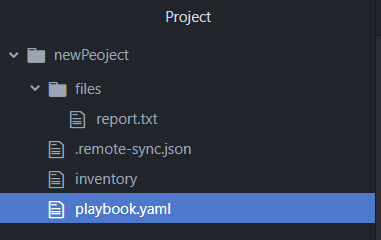 Project
newPeoject
files
report.txt
.remote-sync.json
inventory
playbook.yaml